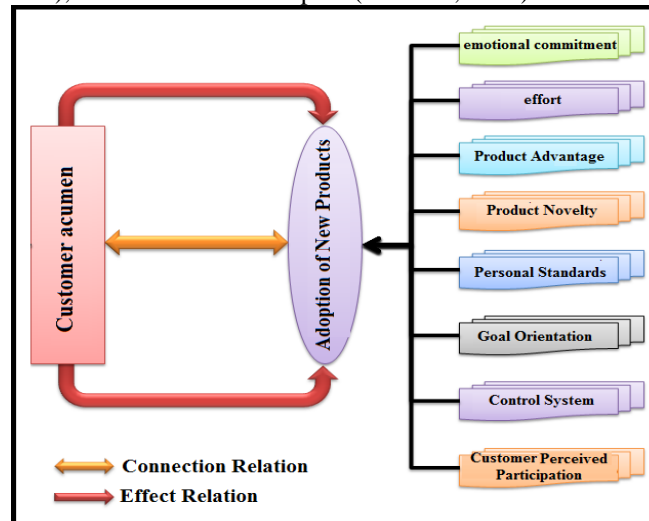 emotional commitment
effort
Product Advantage
Product Novelty
Personal Standards
Goal Orientation
Control System
Customer Perceived
Participation
Customer acumen
Adoption of New Products
Connection Relation
Effect Relation